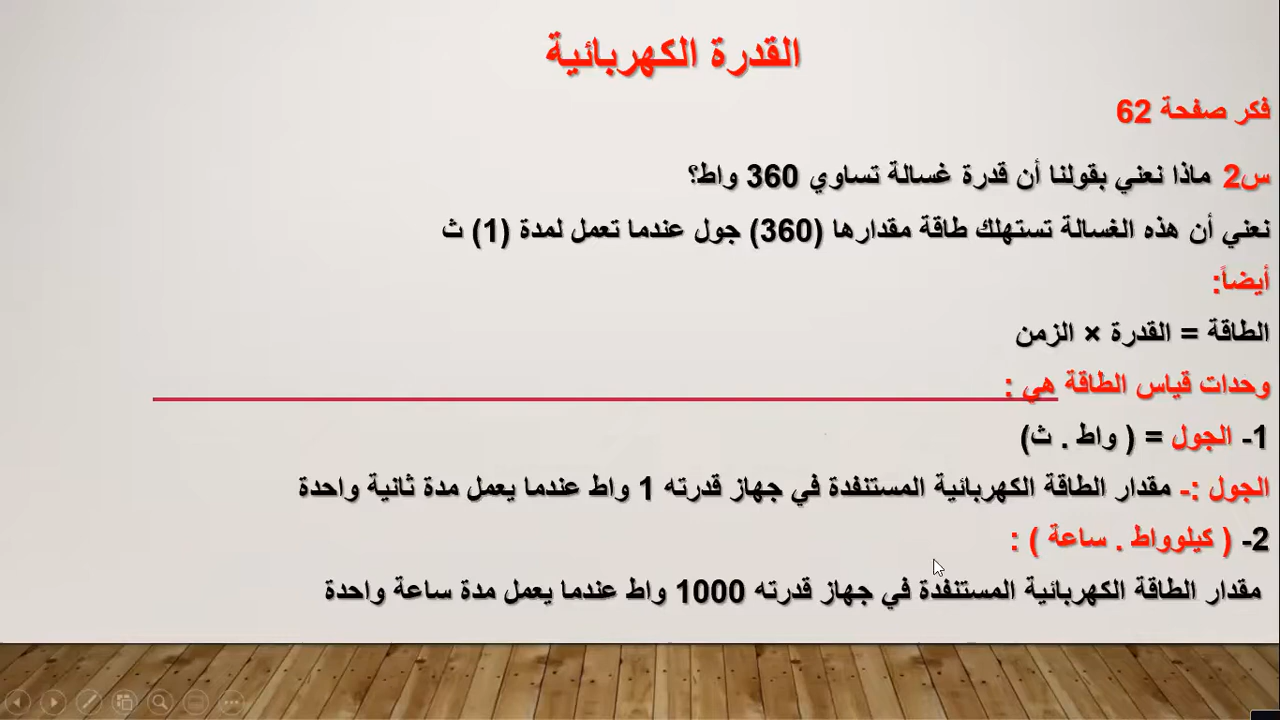 القدرة الكهربائية
فكر صفحة 62
س2 ماذا نعني بقولنا أن قدرة غسالة تساوي 360 واط؟
نعني أن هذه الغسالة تستهلك طاقة مقدارها (360) جول عندما تعمل لمدة (1) ث
أيضاً:
الطاقة = القدرة × الزمن
وحدات قياس الطاقة هي :
1- الجول = ( واط . ث)
الجول :- مقدار الطاقة الكهربائية المستنفدة في جهاز قدرته 1 واط عندما يعمل مدة ثانية واحدة
2- ( كيلوواط . ساعة ) :
مقدار الطاقة الكهربائية المستنفدة في جهاز قدرته 1000 واط عندما يعمل مدة ساعة واحدة